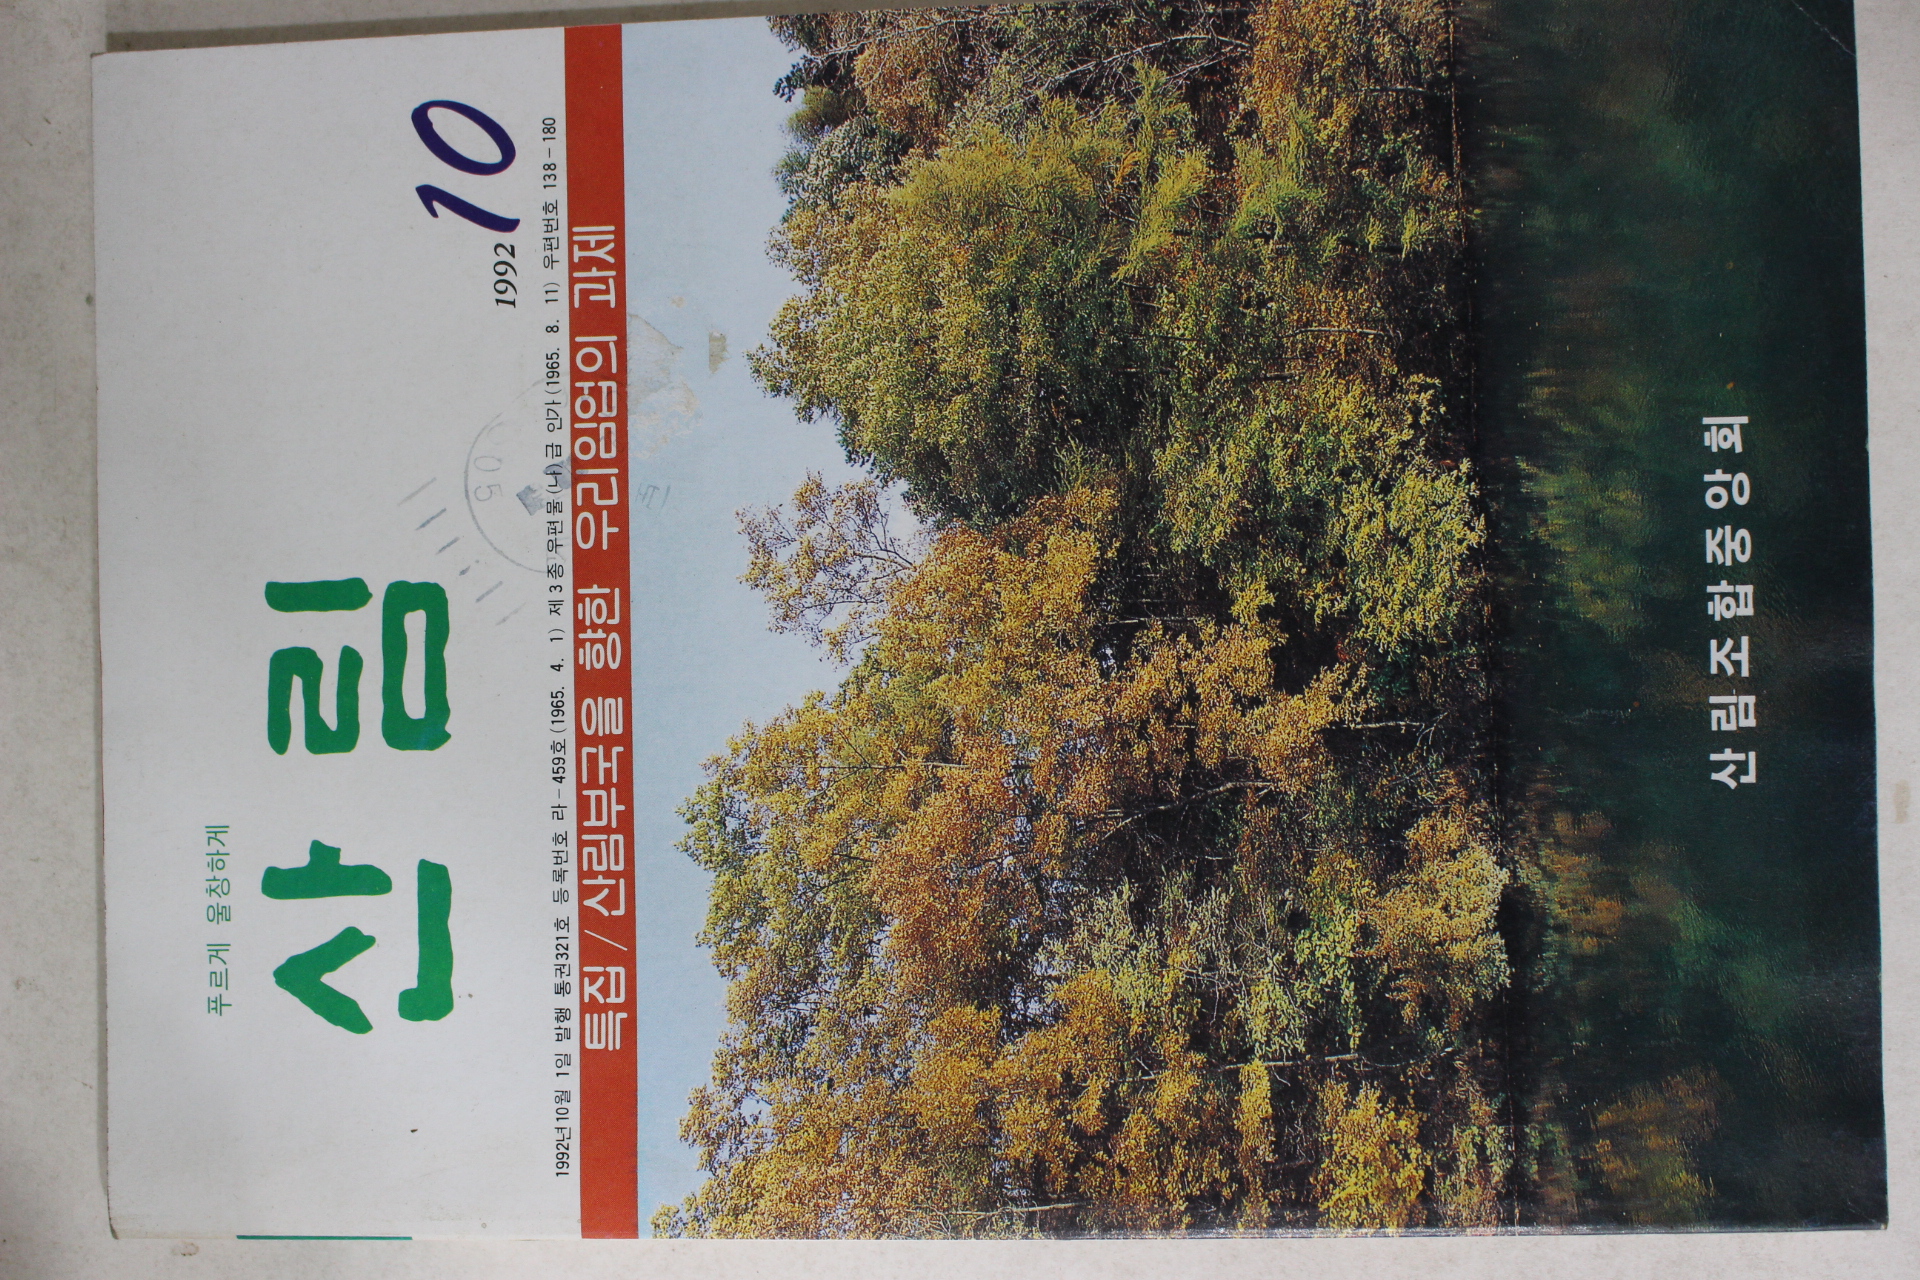 푸르게 울창하게
산림
1992 10
1992년 10월 1일 발행 통권321호 등록번호 라-459호 (1965. 4. 1) 제3종우편물(나)급 인가 (1965. 8. 11) 우편번호 138-180
특집 / 산림부국을 향한 우리임업의 과제
산림조합중앙회